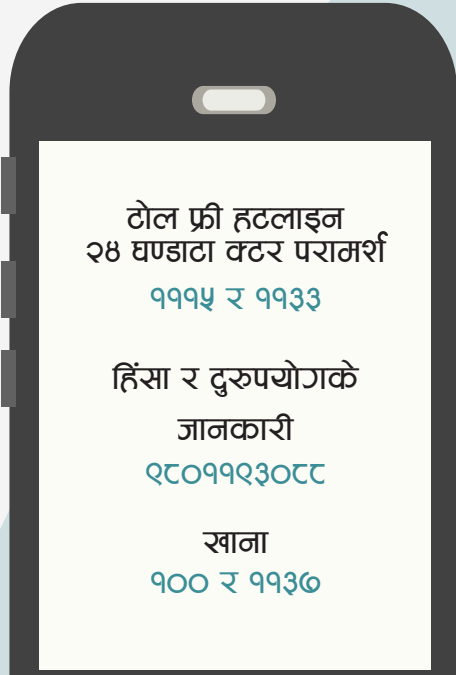 टोल फ्री हटलाइन
२४ घण्डाटा क्टर परामर्श
१११५ र ११३३
हिंसा र दुरुपयोगके
जानकारी
९८०११९३०८८
खाना
१०० र ११३७